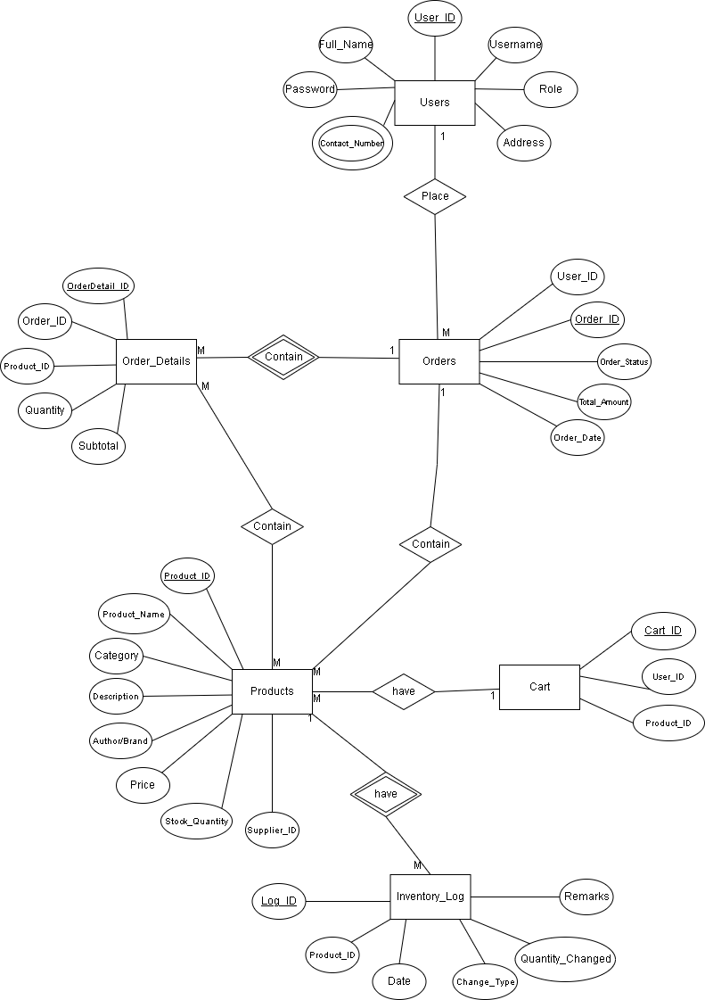 User_ID
Full_Name
Username
Password
Role
Users
Contact_Number
Address
1
Place
User_ID
OrderDetail_ID
Order_ID
Order_ID
M
M
1
Order_Details
Contain
Orders
Order_Status
Product_ID
M
1
Total_Amount
Quantity
Order_Date
Subtotal
Contain
Contain
Product_ID
Product_Name
Cart_ID
Category
M
M
User_ID
Products
have
Cart
Description
M
1
1
Product_ID
Author/Brand
Price
have
Stock_Quantity
Supplier_ID
M
Log_ID
Inventory_Log
Remarks
Product_ID
Quantity_Changed
Date
Change_Type